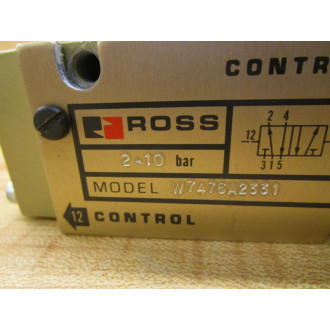 CONTR
ROSS
2-10 bar
2 4
12
3 1 5
MODEL W7476A2331
12 CONTROL